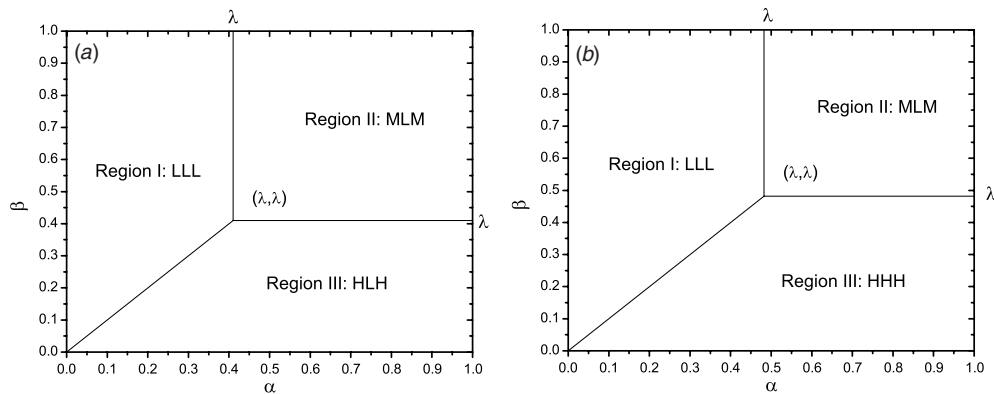 λ
(a)
1.0
0.9
0.8
0.7
0.6
0.5
0.4
0.3
0.2
0.1
0.0
β
Region II: MLM
Region I: LLL
(λ,λ)
λ
Region III: HLH
0.0 0.1 0.2 0.3 0.4 0.5 0.6 0.7 0.8 0.9 1.0
α
λ
(b)
1.0
0.9
0.8
0.7
0.6
0.5
0.4
0.3
0.2
0.1
0.0
β
Region II: MLM
Region I: LLL
(λ,λ)
λ
Region III: HHH
0.0 0.1 0.2 0.3 0.4 0.5 0.6 0.7 0.8 0.9 1.0
α